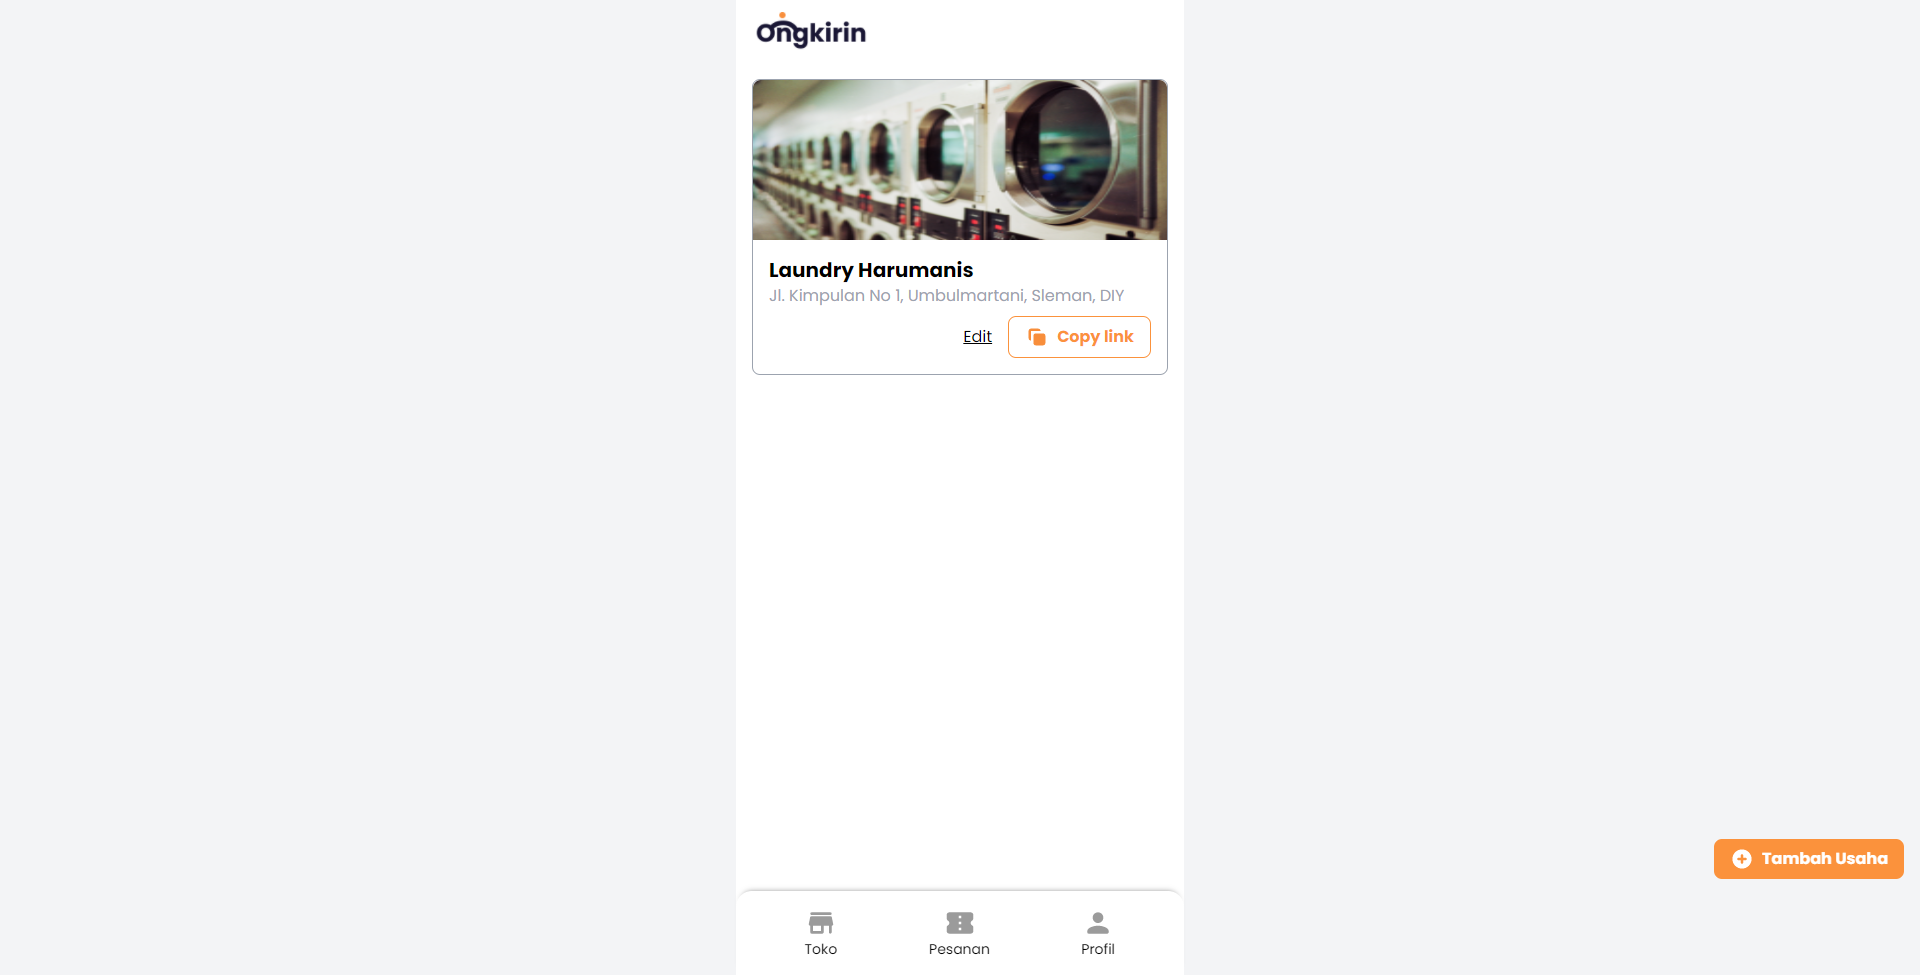 ongkirin
Laundry Harumanis
Jl. Kimpulan No 1, Umbulmartani, Sleman, DIY
Edit
Copy link
Tambah Usaha
Toko
Pesanan
Profil